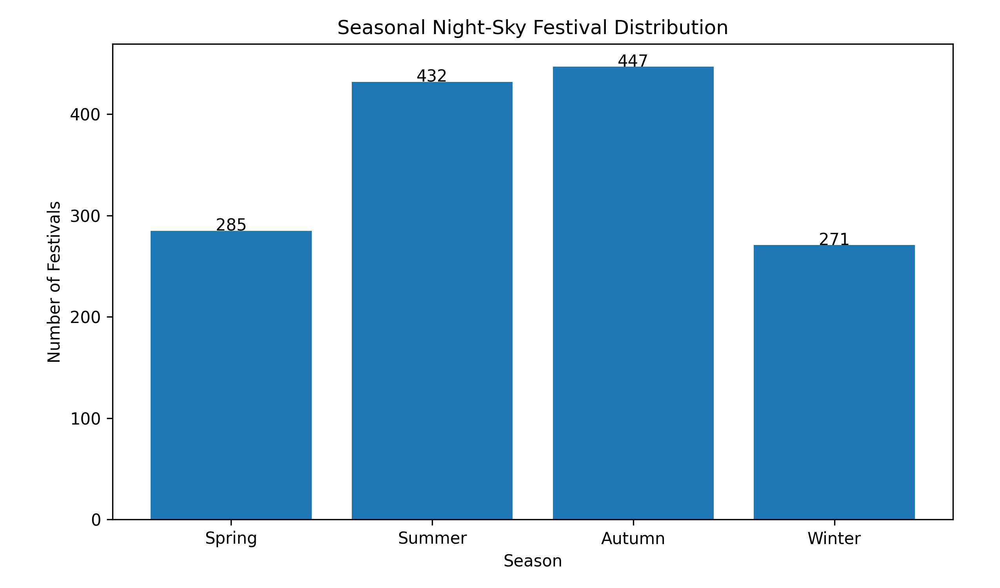 Seasonal Night-Sky Festival Distribution
447
432
400
Number of Festivals
300
285
271
200
100
0
Spring
Summer
Autumn
Winter
Season